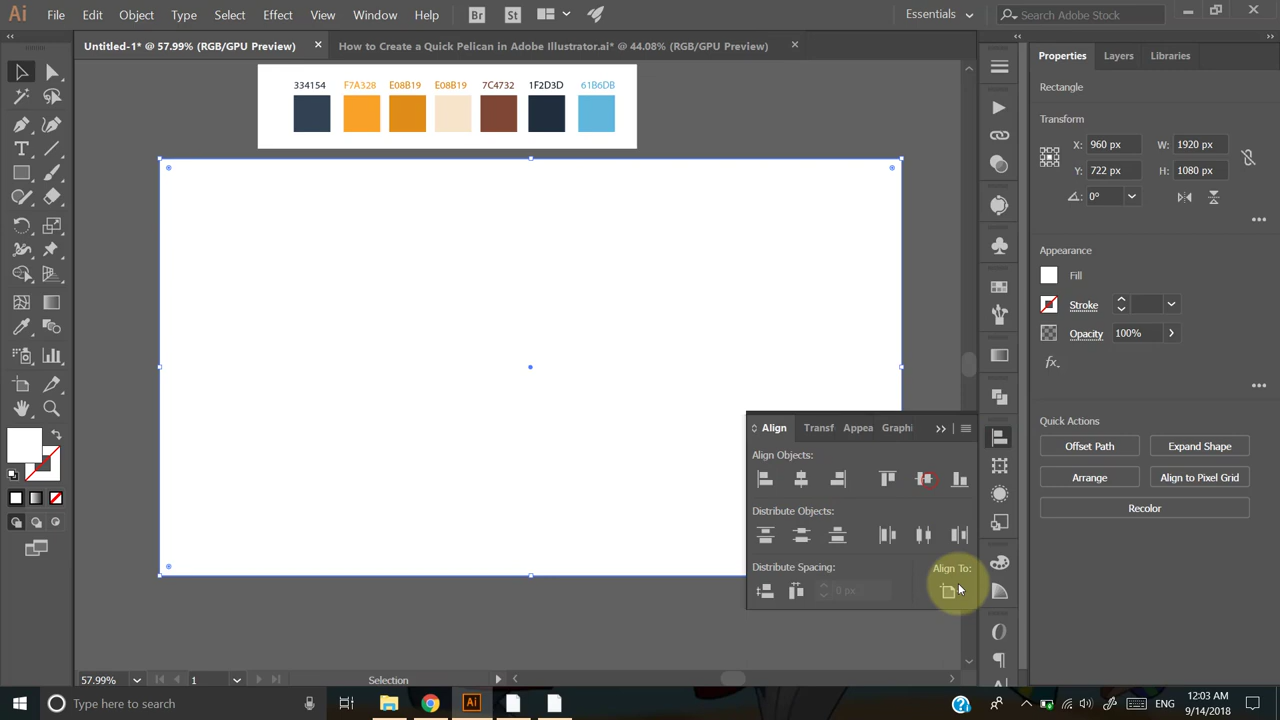 Ai File Edit Object Type Select Effect View Window Help Br St Essentials Search Adobe Stock
Untitled-1* @ 57.99% (RGB/GPU Preview) × How to Create a Quick Pelican in Adobe Illustrator.ai* @ 44.08% (RGB/GPU Preview) ×
Properties Layers Libraries
334154 F7A328 E08B19 E08B19 7C4732 1F2D3D 61B6DB
Rectangle
Transform
X: 960 px W: 1920 px
Y: 722 px H: 1080 px
0°
Appearance
Fill
Stroke
Opacity 100%
fx.
Quick Actions
Offset Path Expand Shape
Arrange Align to Pixel Grid
Recolor
Align Transf Appea Graphi
Align Objects:
Distribute Objects:
Distribute Spacing: Align To:
0 px
57.99% 1 Selection
Type here to search
Ai
ENG
12:03 AM
9/14/2018